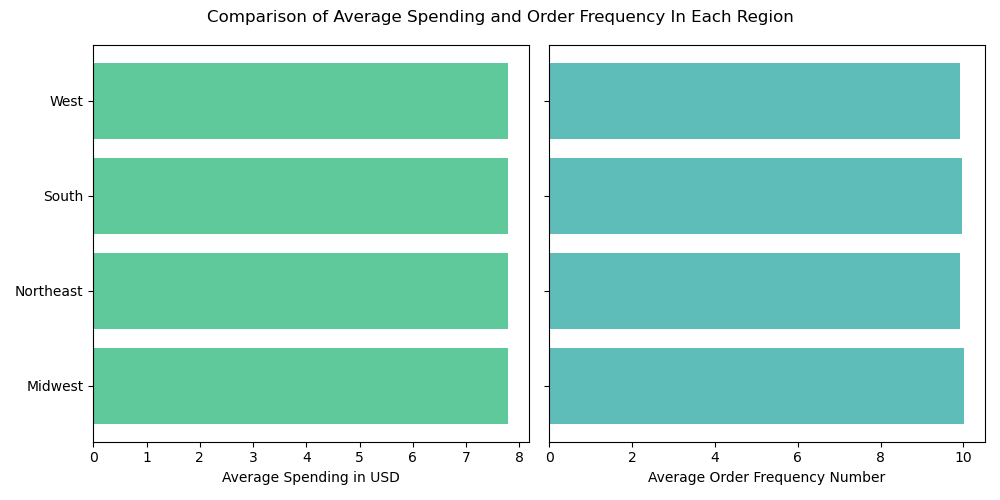 Comparison of Average Spending and Order Frequency In Each Region
West
South
Northeast
Midwest
0 1 2 3 4 5 6 7 8
Average Spending in USD
0 2 4 6 8 10
Average Order Frequency Number